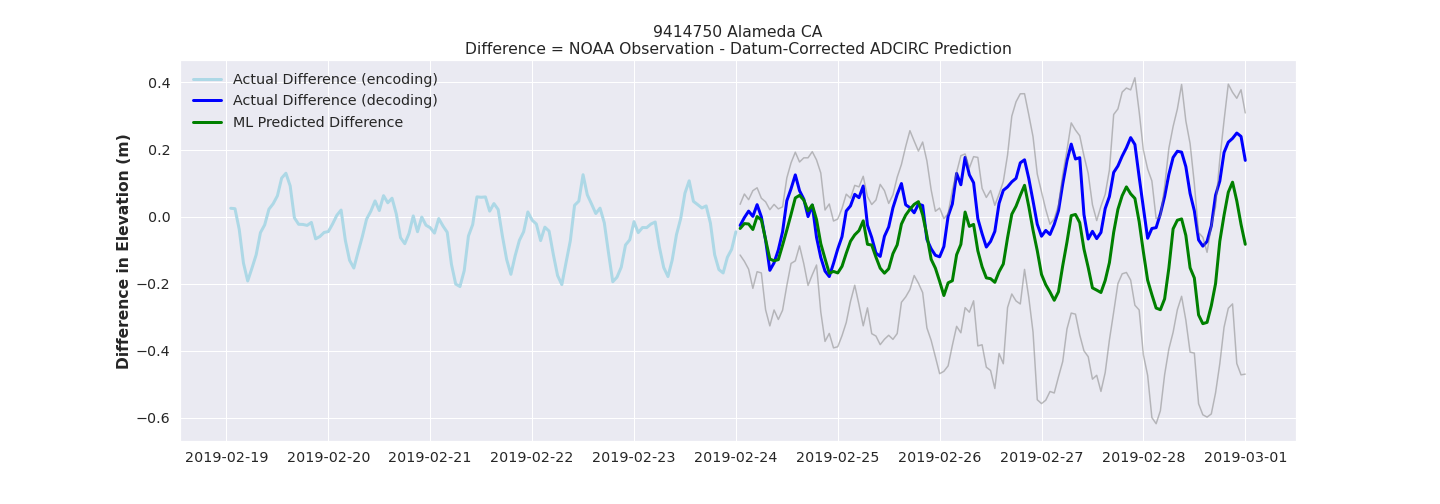 9414750 Alameda CA
Difference = NOAA Observation - Datum-Corrected ADCIRC Prediction
Actual Difference (encoding)
Actual Difference (decoding)
ML Predicted Difference
Difference in Elevation (m)
0.4
0.2
0.0
−0.2
−0.4
−0.6
2019-02-19 2019-02-20 2019-02-21 2019-02-22 2019-02-23 2019-02-24 2019-02-25 2019-02-26 2019-02-27 2019-02-28 2019-03-01